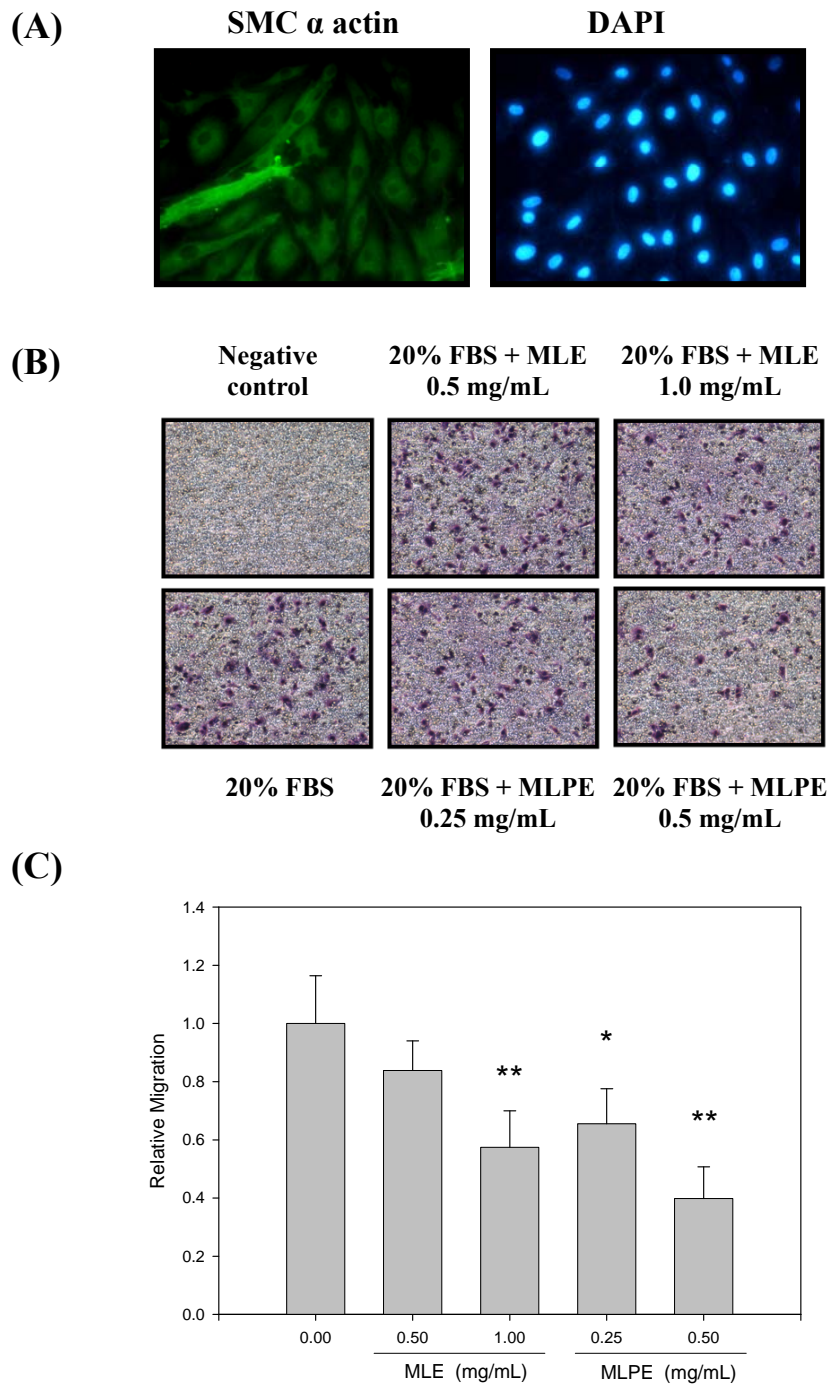 (A)
SMC α actin
DAPI
(B)
Negative
control
20% FBS + MLE
0.5 mg/mL
20% FBS + MLE
1.0 mg/mL
20% FBS
20% FBS + MLPE
0.25 mg/mL
20% FBS + MLPE
0.5 mg/mL
(C)
Relative Migration
1.4
1.2
1.0
0.8
0.6
0.4
0.2
0.0
**
*
**
0.00
0.50
1.00
0.25
0.50
MLE (mg/mL)
MLPE (mg/mL)